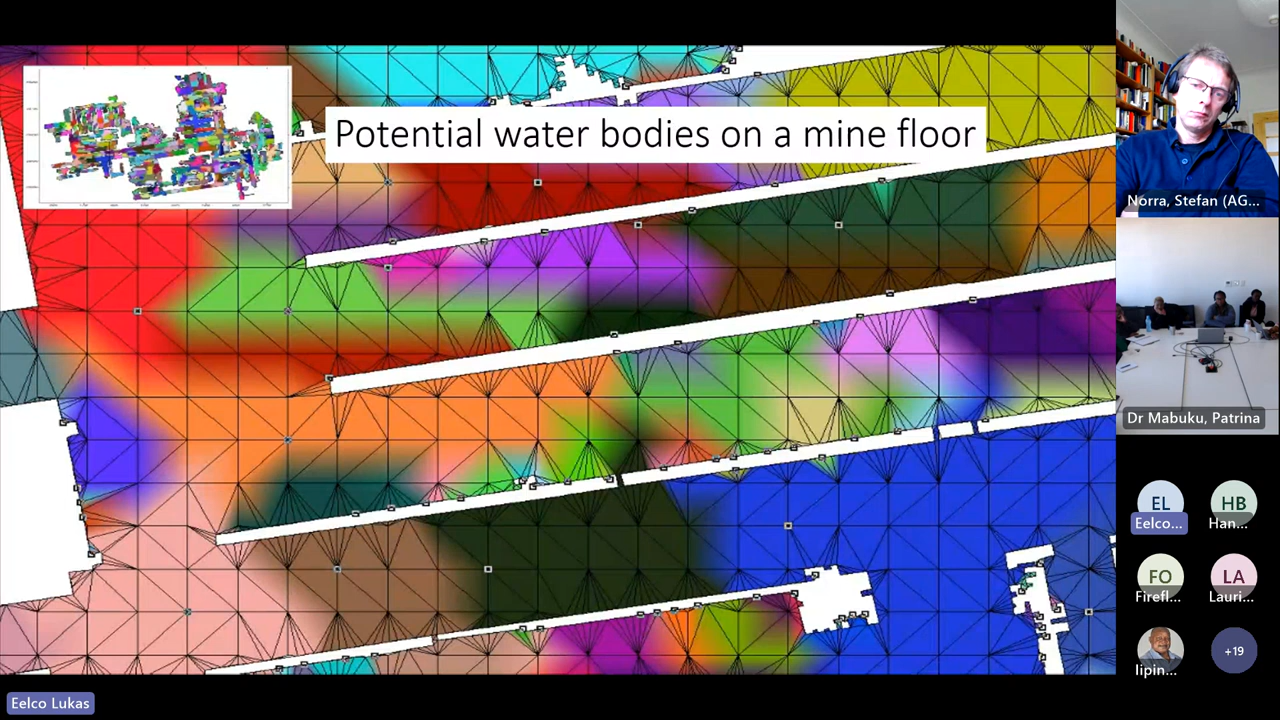 Potential water bodies on a mine floor
Norra, Stefan (AG...
Dr Mabuku, Patrina
EL
Eelco...
HB
Han...
FO
Firefl...
LA
Lauri...
Iipin...
+19
Eelco Lukas